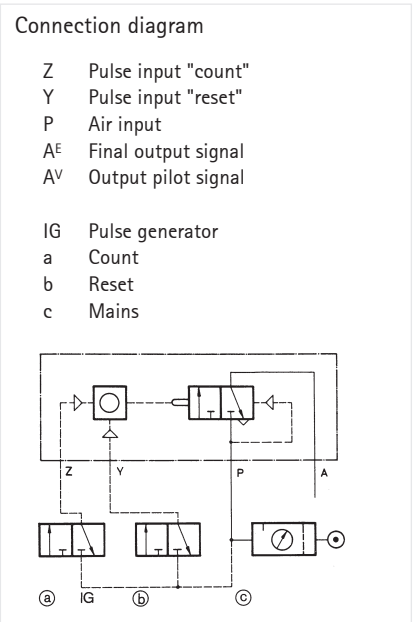 Connection diagram
Z Pulse input "count"
Y Pulse input "reset"
P Air input
Aᴱ Final output signal
Aⱽ Output pilot signal
IG Pulse generator
a Count
b Reset
c Mains
Z Y P A
ⓐ IG ⓑ ⓒ